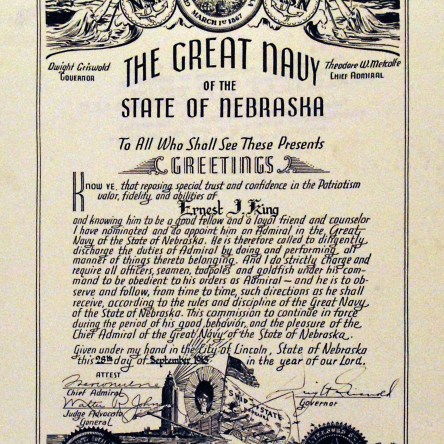 MARCH 1ST 1867
Dwight Griswold
GOVERNOR
Theodore W. Metcalfe
CHIEF ADMIRAL
THE GREAT NAVY
OF THE
STATE OF NEBRASKA
To All Who Shall See These Presents
GREETINGS
KNOW YE, that reposing special trust and confidence in the Patriotism
valor, fidelity, and abilities of
Ernest J. King
and knowing him to be a good fellow and a loyal friend and counselor
I have nominated and do appoint him an Admiral in the Great
Navy of the State of Nebraska. He is therefore called to diligently
discharge the duties of Admiral by doing and performing, all
manner of things thereto belonging. And I do strictly charge and
require all officers, seamen, tadpoles and goldfish under his com-
mand to be obedient to his orders as Admiral — and he is to ob-
serve and follow, from time to time, such directions as he shall
receive, according to the rules and discipline of the Great Navy
of the State of Nebraska. This commission to continue in force
during the period of his good behavior, and the pleasure of the
Chief Admiral of the Great Navy of the State of Nebraska.
Given under my hand in the City of Lincoln, State of Nebraska
this 28th day of September 1945 in the year of our Lord.
ATTEST
Chief Admiral
Walter R. Johnson
Judge Advocate
General
SHIP OF STATE
NEBRASKA
Dwight Griswold
Governor